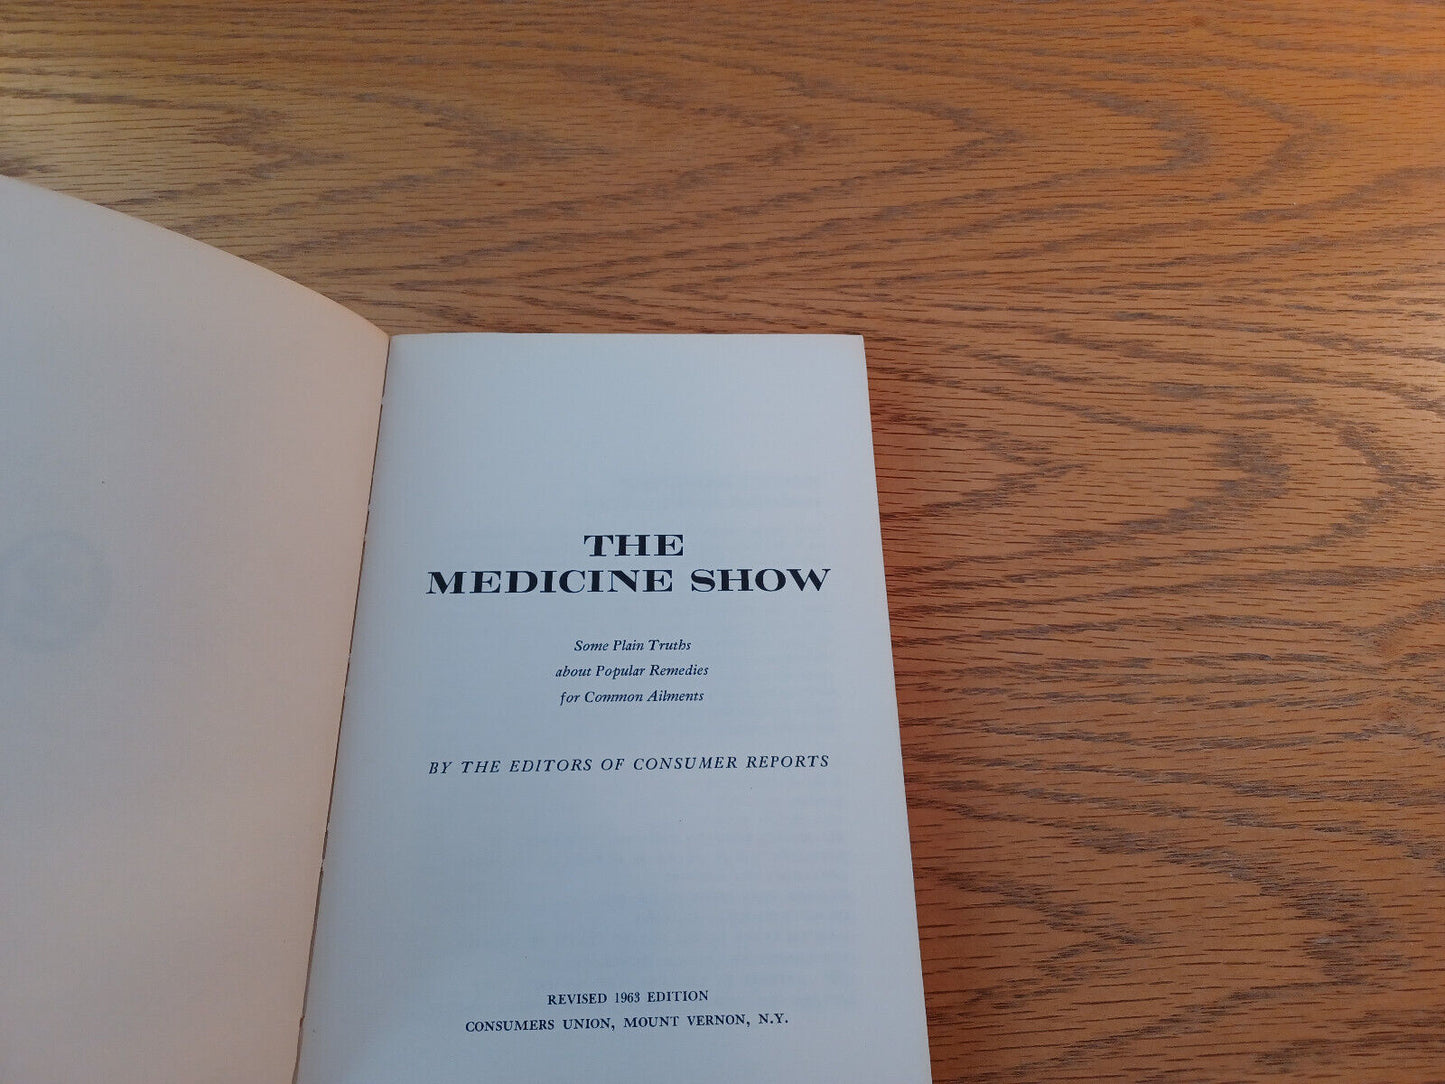 THE
MEDICINE SHOW
Some Plain Truths
about Popular Remedies
for Common Ailments
BY THE EDITORS OF CONSUMER REPORTS
REVISED 1963 EDITION
CONSUMERS UNION, MOUNT VERNON, N.Y.